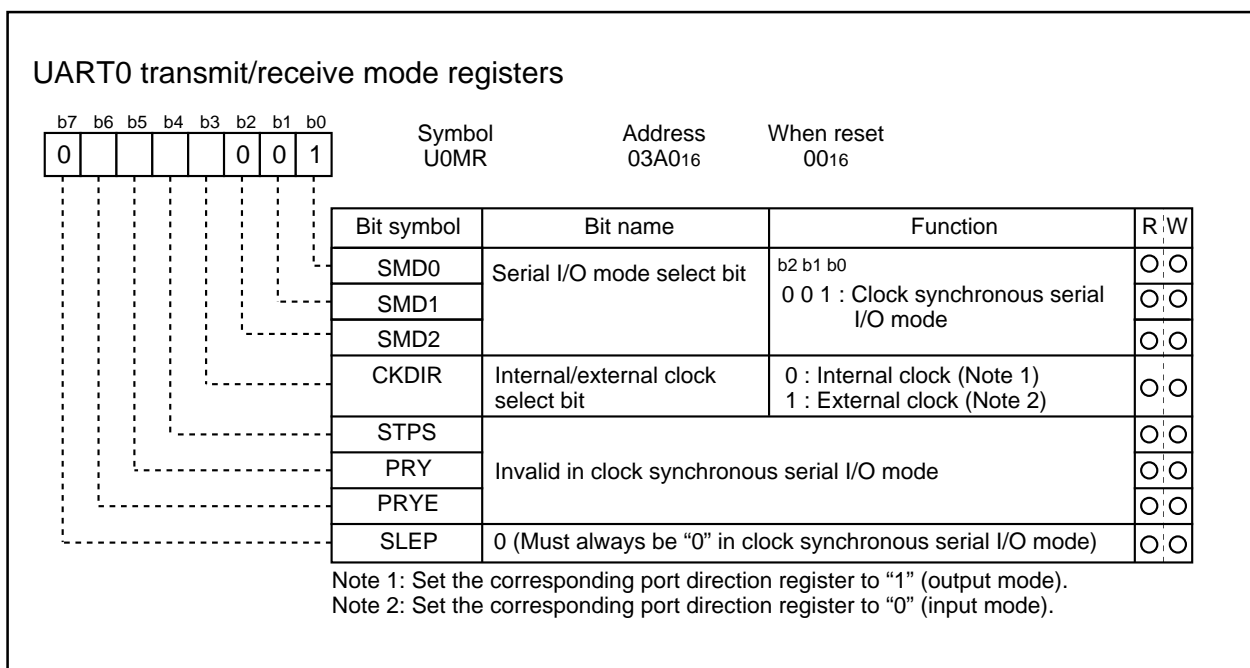 UART0 transmit/receive mode registers
b7 b6 b5 b4 b3 b2 b1 b0
0 0 0 1
Symbol Address When reset
U0MR 03A016 0016
Bit symbol Bit name Function R W
SMD0 Serial I/O mode select bit b2 b1 b0
SMD1 0 0 1 : Clock synchronous serial
I/O mode
SMD2
CKDIR Internal/external clock 0 : Internal clock (Note 1)
select bit 1 : External clock (Note 2)
STPS
PRY Invalid in clock synchronous serial I/O mode
PRYE
SLEP 0 (Must always be “0” in clock synchronous serial I/O mode)
Note 1: Set the corresponding port direction register to “1” (output mode).
Note 2: Set the corresponding port direction register to “0” (input mode).